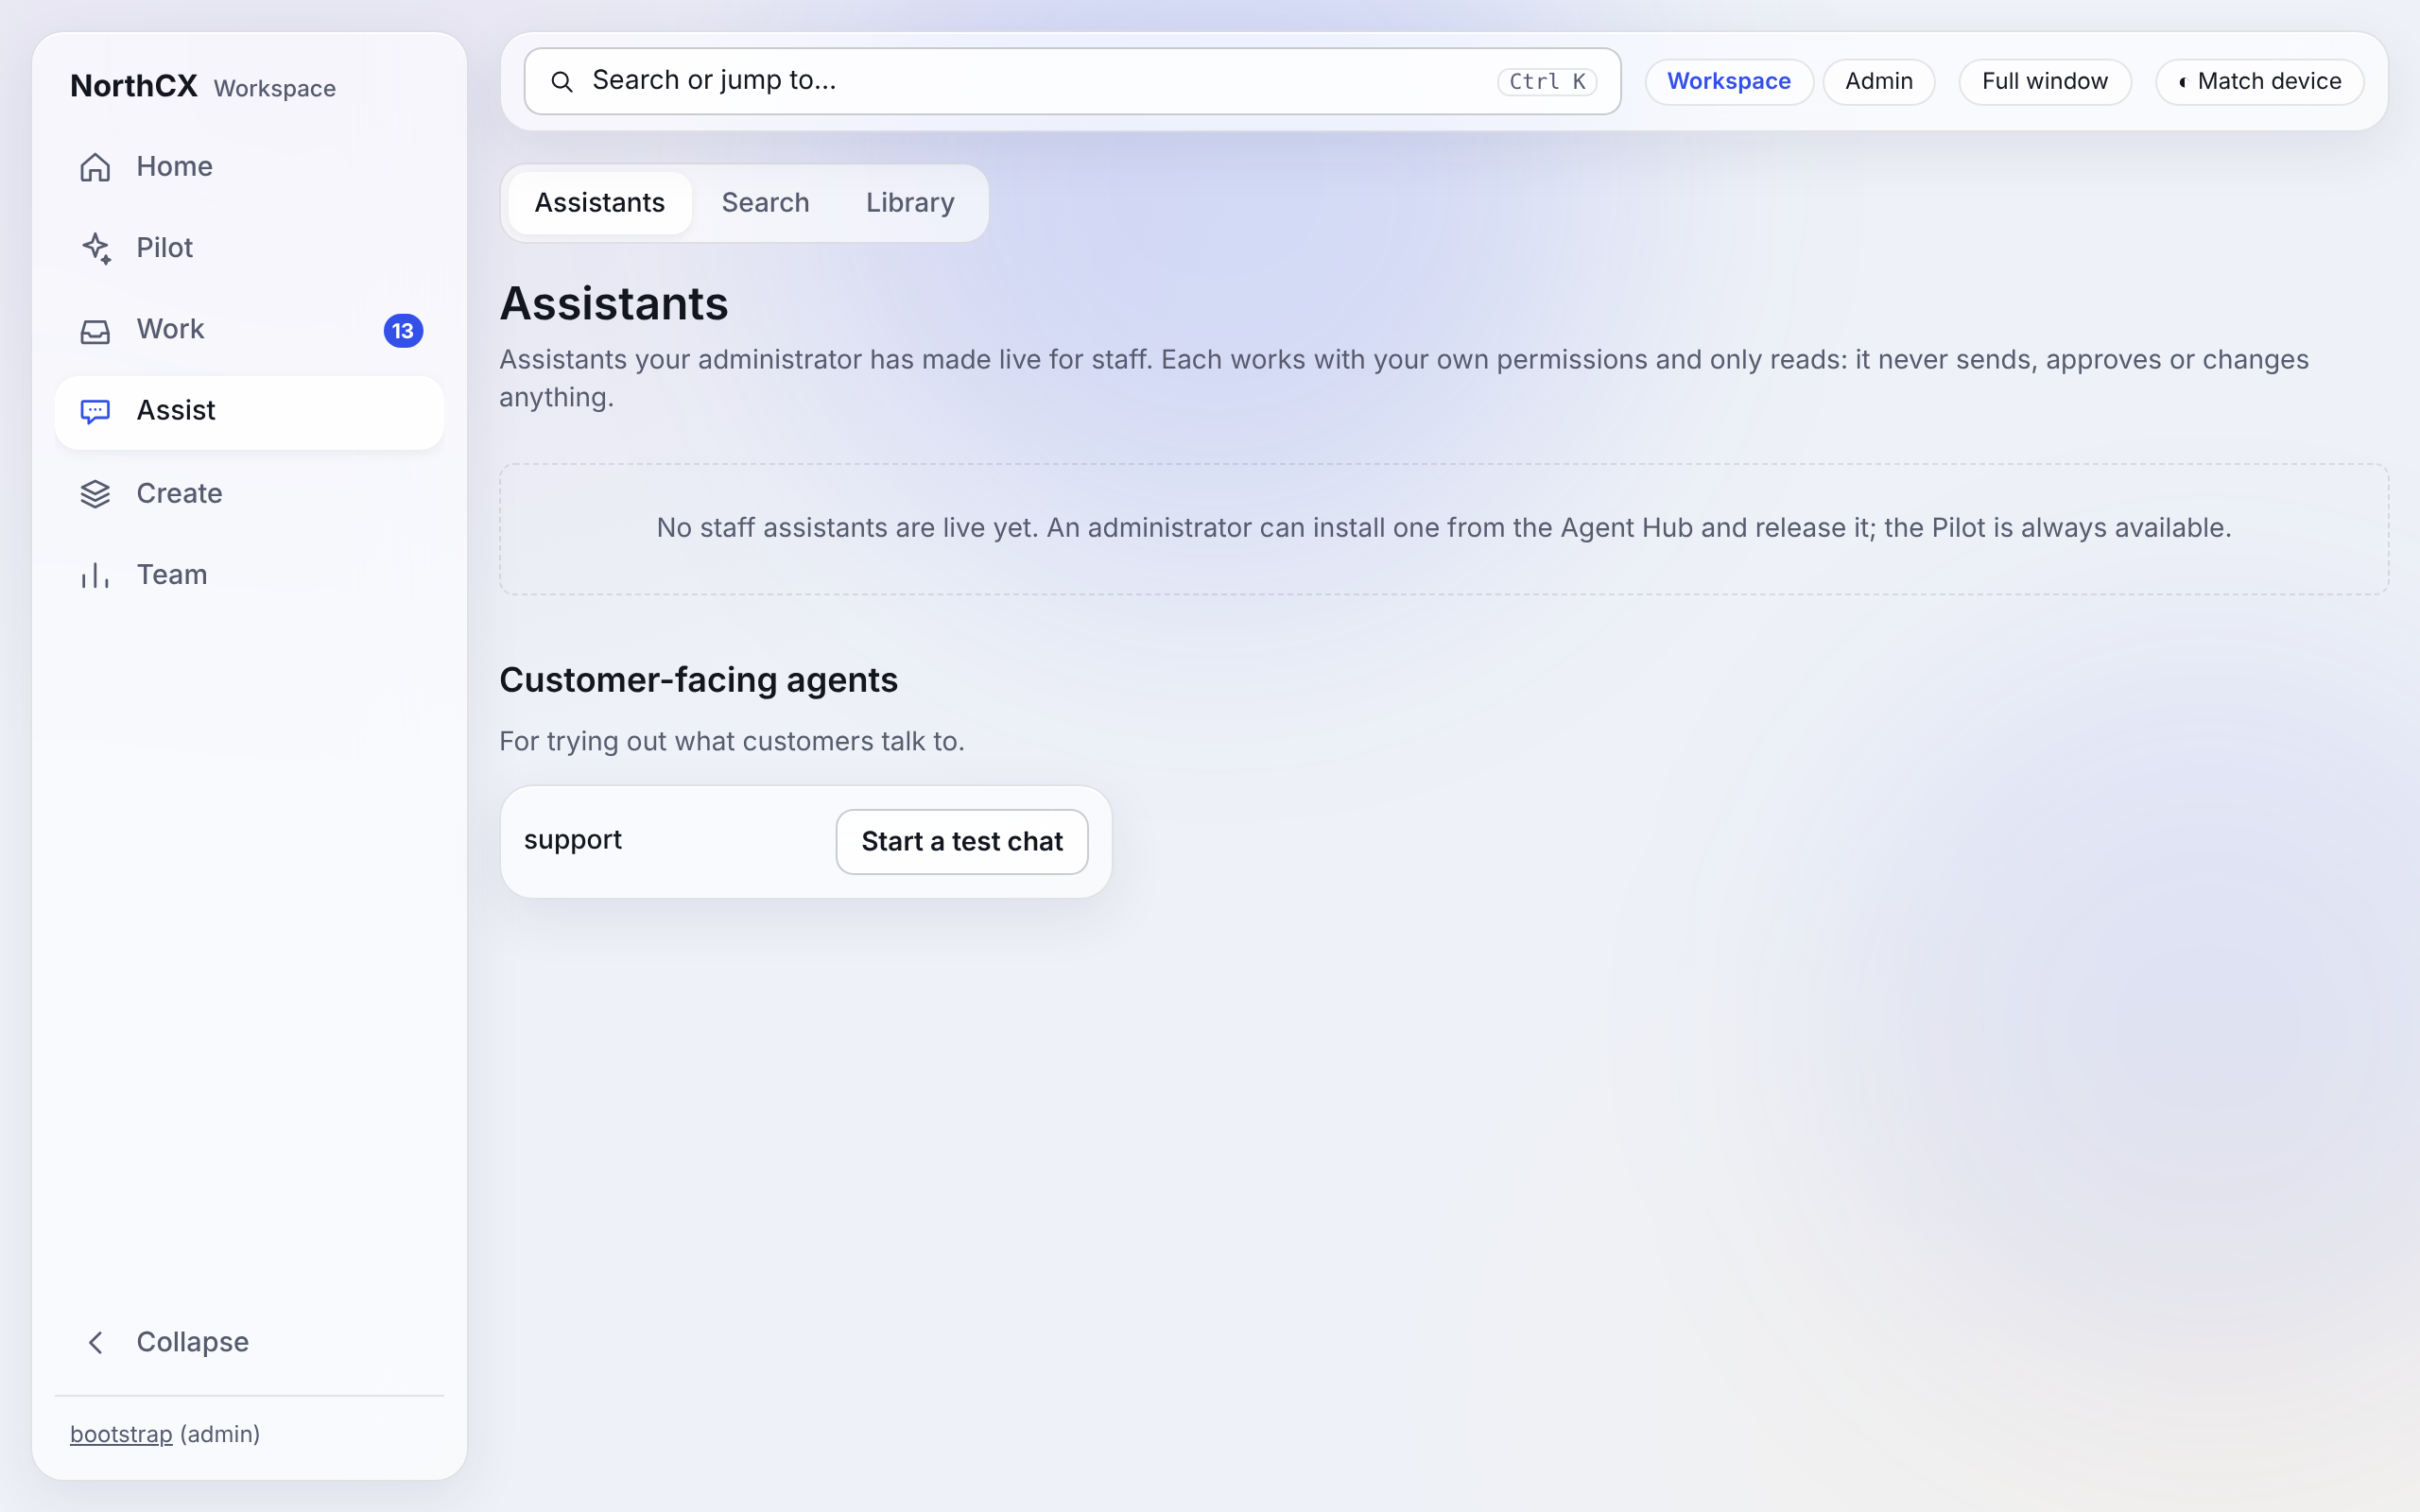 NorthCX Workspace
Home
Pilot
Work 13
Assist
Create
Team
Collapse
bootstrap (admin)
Search or jump to... Ctrl K
Workspace Admin Full window Match device
Assistants Search Library
Assistants
Assistants your administrator has made live for staff. Each works with your own permissions and only reads: it never sends, approves or changes
anything.
No staff assistants are live yet. An administrator can install one from the Agent Hub and release it; the Pilot is always available.
Customer-facing agents
For trying out what customers talk to.
support Start a test chat